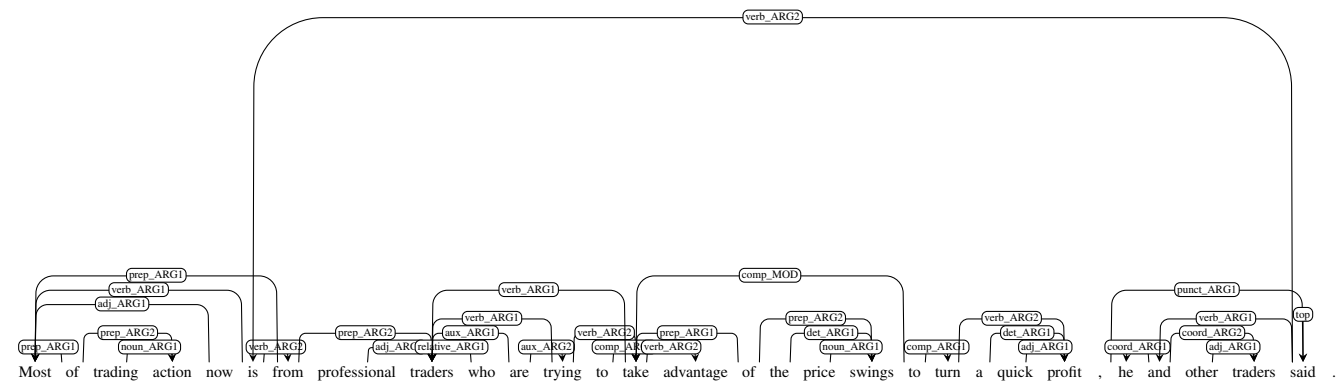 verb_ARG2
prep_ARG1 comp_MOD
verb_ARG1 verb_ARG1 punct_ARG1
adj_ARG1
verb_ARG1 prep_ARG2 verb_ARG2 verb_ARG1 top
prep_ARG2 prep_ARG2 aux_ARG1 verb_ARG2 prep_ARG1 det_ARG1 det_ARG1 coord_ARG2
prep_ARG1 noun_ARG1 verb_ARG2 relative_ARG1 aux_ARG2 verb_ARG2 noun_ARG1 comp_ARG1 adj_ARG1 coord_ARG1 adj_ARG1
Most of trading action now is from professional traders who are trying to take advantage of the price swings to turn a quick profit , he and other traders said .